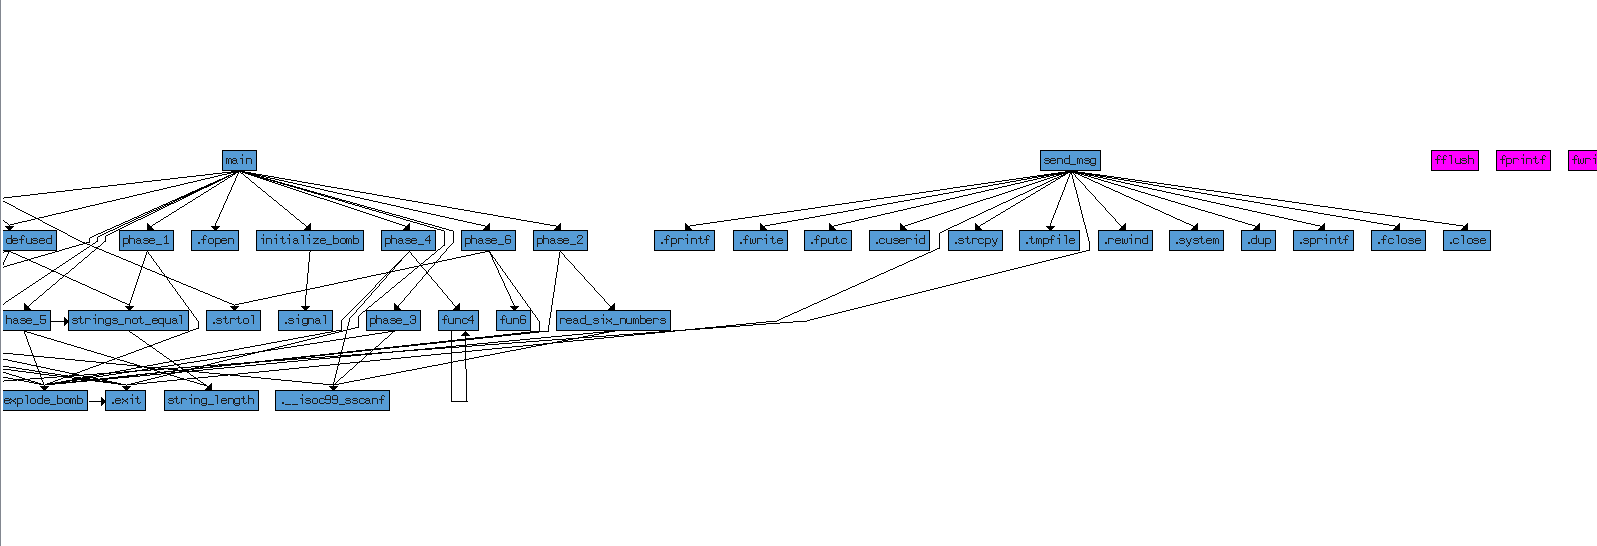 main send_msg fflush fprintf fwri
defused phase_1 .fopen initialize_bomb phase_4 phase_6 phase_2 .fprintf .fwrite .fputc .cuserid .strcpy .tmpfile .rewind .system .dup .sprintf .fclose .close
hase_5 strings_not_equal .strtol .signal phase_3 func4 fun6 read_six_numbers
explode_bomb .exit string_length .__isoc99_sscanf